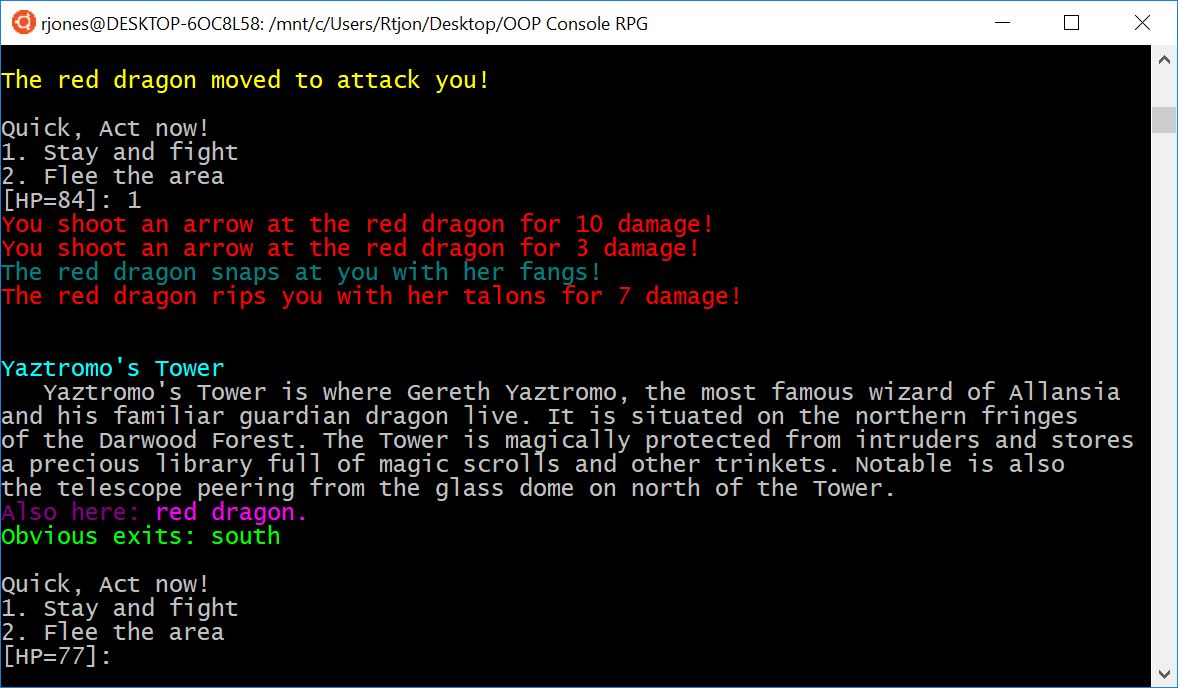 rjones@DESKTOP-6OC8L58: /mnt/c/Users/Rtjon/Desktop/OOP Console RPG
The red dragon moved to attack you!
Quick, Act now!
1. Stay and fight
2. Flee the area
[HP=84]: 1
You shoot an arrow at the red dragon for 10 damage!
You shoot an arrow at the red dragon for 3 damage!
The red dragon snaps at you with her fangs!
The red dragon rips you with her talons for 7 damage!
Yaztromo's Tower
Yaztromo's Tower is where Gereth Yaztromo, the most famous wizard of Allansia
and his familiar guardian dragon live. It is situated on the northern fringes
of the Darwood Forest. The Tower is magically protected from intruders and stores
a precious library full of magic scrolls and other trinkets. Notable is also
the telescope peering from the glass dome on north of the Tower.
Also here: red dragon.
Obvious exits: south
Quick, Act now!
1. Stay and fight
2. Flee the area
[HP=77]: